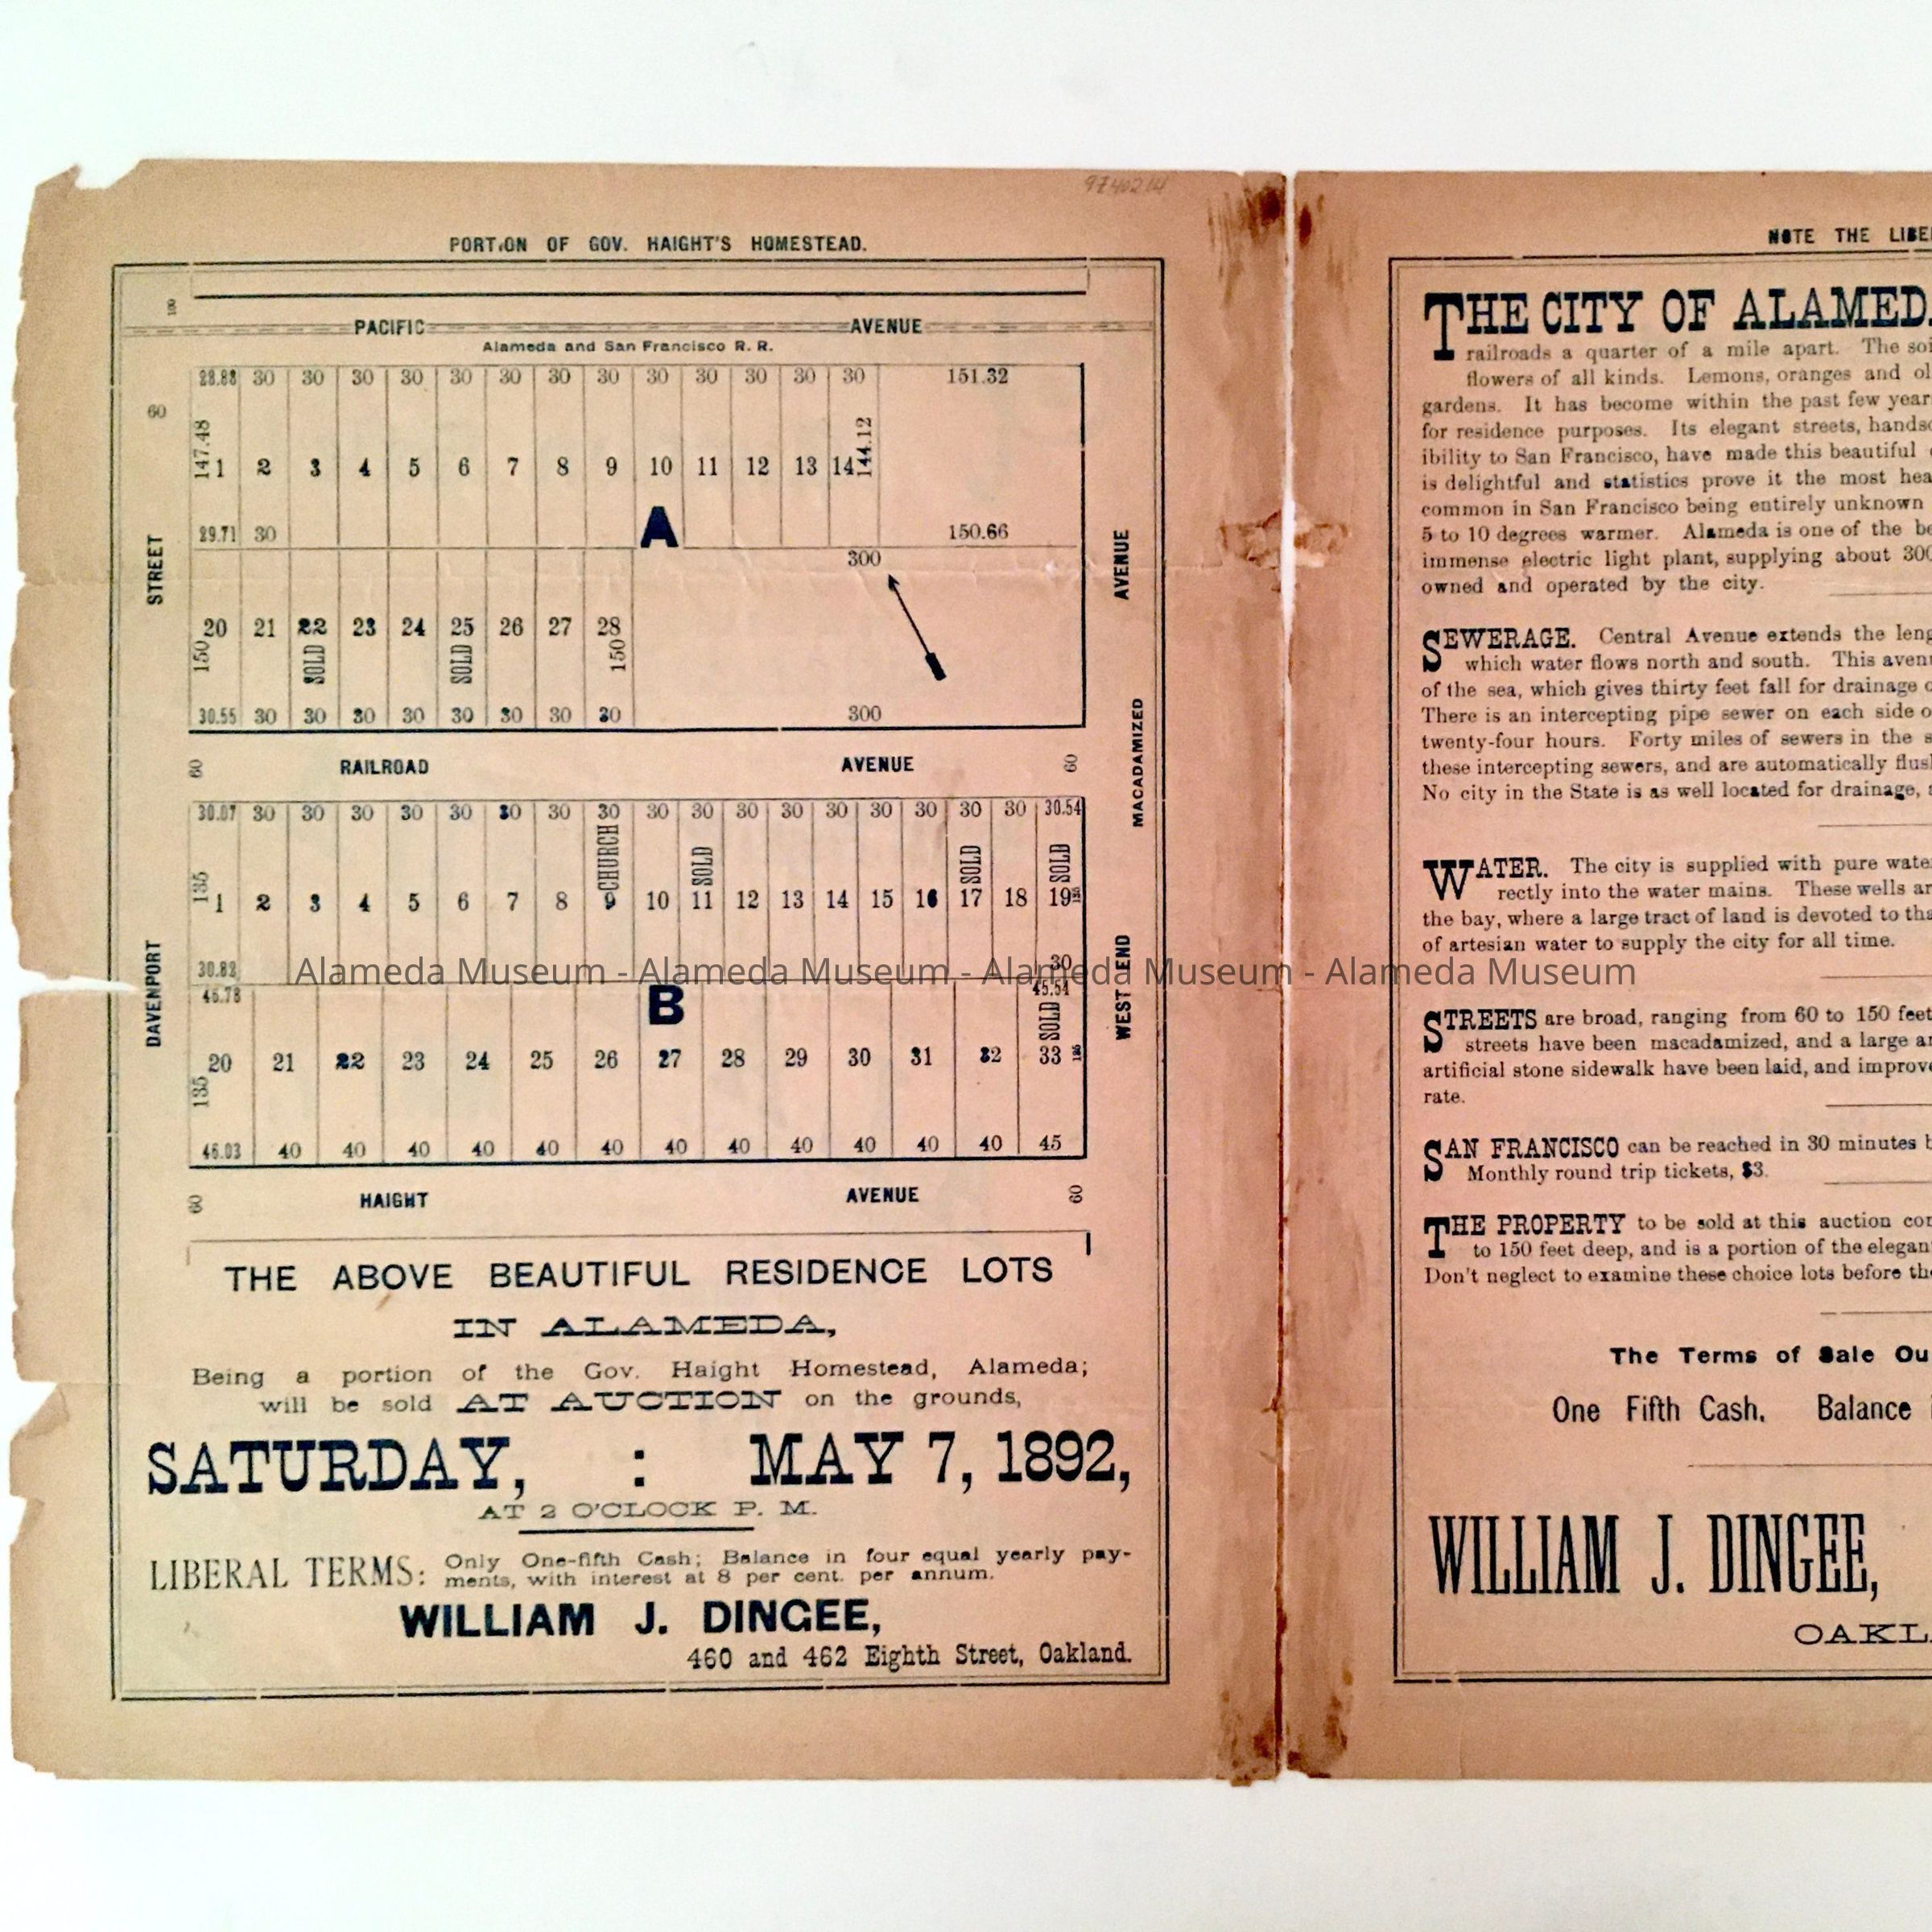 PORTION OF GOV. HAIGHT'S HOMESTEAD.
PACIFIC AVENUE
Alameda and San Francisco R. R.
28.88 30 30 30 30 30 30 30 30 30 30 30 30 30 151.32
60
147.48
1 2 3 4 5 6 7 8 9 10 11 12 13 14
144.12
A
29.71 30 150.66
300
STREET
AVENUE
20 21 22 23 24 25 26 27 28
150 SOLD SOLD 150
30.55 30 30 30 30 30 30 30 30 300
MACADAMIZED
60 RAILROAD AVENUE 60
30.07 30 30 30 30 30 30 30 30 30 30 30 30 30 30 30 30 30 30.54
CHURCH SOLD SOLD SOLD
135
1 2 3 4 5 6 7 8 9 10 11 12 13 14 15 16 17 18 19
30.82 30
DAVENPORT
WEST END
46.78 B 45.54
SOLD
20 21 22 23 24 25 26 27 28 29 30 31 32 33
135
46.03 40 40 40 40 40 40 40 40 40 40 40 40 45
60 HAIGHT AVENUE 60
THE ABOVE BEAUTIFUL RESIDENCE LOTS
IN ALAMEDA,
Being a portion of the Gov. Haight Homestead, Alameda;
will be sold AT AUCTION on the grounds,
SATURDAY, : MAY 7, 1892,
AT 2 O'CLOCK P. M.
LIBERAL TERMS: Only One-fifth Cash; Balance in four equal yearly pay-
ments, with interest at 8 per cent. per annum.
WILLIAM J. DINGEE,
460 and 462 Eighth Street, Oakland.
Alameda Museum - Alameda Museum - Alameda Museum - Alameda Museum
NOTE THE LIBE
THE CITY OF ALAMED
railroads a quarter of a mile apart. The soi
flowers of all kinds. Lemons, oranges and ol
gardens. It has become within the past few year
for residence purposes. Its elegant streets, hands
ibility to San Francisco, have made this beautiful
is delightful and statistics prove it the most hea
common in San Francisco being entirely unknown
5 to 10 degrees warmer. Alameda is one of the be
immense electric light plant, supplying about 300
owned and operated by the city.
SEWERAGE. Central Avenue extends the leng
which water flows north and south. This aven
of the sea, which gives thirty feet fall for drainage o
There is an intercepting pipe sewer on each side o
twenty-four hours. Forty miles of sewers in the s
these intercepting sewers, and are automatically flus
No city in the State is as well located for drainage, a
WATER. The city is supplied with pure wate
rectly into the water mains. These wells ar
the bay, where a large tract of land is devoted to tha
of artesian water to supply the city for all time.
STREETS are broad, ranging from 60 to 150 feet
streets have been macadamized, and a large a
artificial stone sidewalk have been laid, and improve
rate.
SAN FRANCISCO can be reached in 30 minutes b
Monthly round trip tickets, $3.
THE PROPERTY to be sold at this auction con
to 150 feet deep, and is a portion of the elegan
Don't neglect to examine these choice lots before the
The Terms of Sale Ou
One Fifth Cash. Balance
WILLIAM J. DINGEE,
OAKL